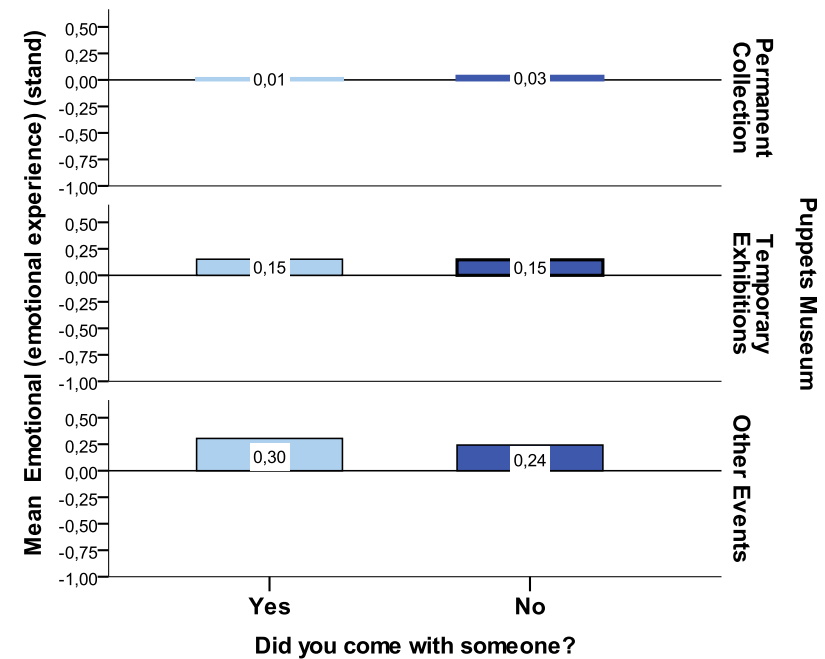 Mean Emotional (emotional experience) (stand)
0,50
0,25
0,00
-0,25
-0,50
-0,75
-1,00
0,01
0,03
Permanent
Collection
0,50
0,25
0,00
-0,25
-0,50
-0,75
-1,00
0,15
0,15
Temporary
Exhibitions
0,50
0,25
0,00
-0,25
-0,50
-0,75
-1,00
0,30
0,24
Other Events
Puppets Museum
Yes
No
Did you come with someone?